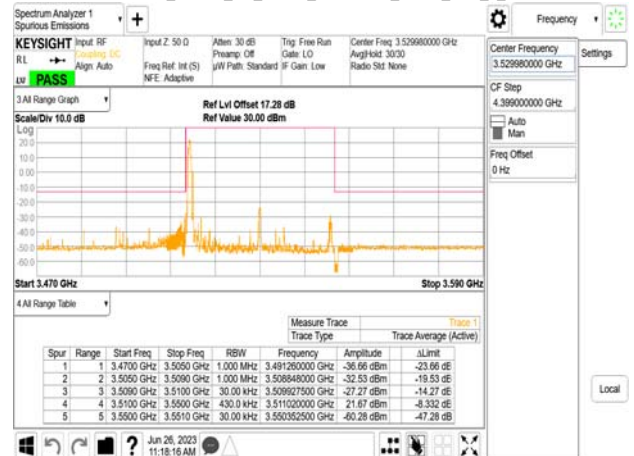 Spectrum Analyzer 1
Spurious Emissions
+
Frequency
KEYSIGHT Input: RF Input Z: 50 Ω Atten: 30 dB Trig: Free Run Center Freq: 3.529980000 GHz
RL Coupling: DC Preamp: Off Gate: LO Avg|Hold: 30/30
Align: Auto Freq Ref: Int (S) µW Path: Standard IF Gain: Low Radio Std: None
LU PASS NFE: Adaptive
Center Frequency
3.529980000 GHz
Settings
CF Step
4.399000000 GHz
Auto
Man
Freq Offset
0 Hz
3 All Range Graph
Ref Lvl Offset 17.28 dB
Scale/Div 10.0 dB Ref Value 30.00 dBm
Log
20.0
10.0
0.00
-10.0
-20.0
-30.0
-40.0
-50.0
-60.0
Start 3.470 GHz Stop 3.590 GHz
4 All Range Table
Measure Trace Trace 1
Trace Type Trace Average (Active)
Spur Range Start Freq Stop Freq RBW Frequency Amplitude ΔLimit
1 1 3.4700 GHz 3.5050 GHz 1.000 MHz 3.491260000 GHz -36.66 dBm -23.66 dB
2 2 3.5050 GHz 3.5090 GHz 1.000 MHz 3.508848000 GHz -32.53 dBm -19.53 dB
3 3 3.5090 GHz 3.5100 GHz 30.00 kHz 3.509927500 GHz -27.27 dBm -14.27 dB
4 4 3.5100 GHz 3.5500 GHz 430.0 kHz 3.511020000 GHz 21.67 dBm -8.332 dB
5 5 3.5500 GHz 3.5510 GHz 30.00 kHz 3.550352500 GHz -60.28 dBm -47.28 dB
Local
?
Jun 26, 2023
11:18:16 AM